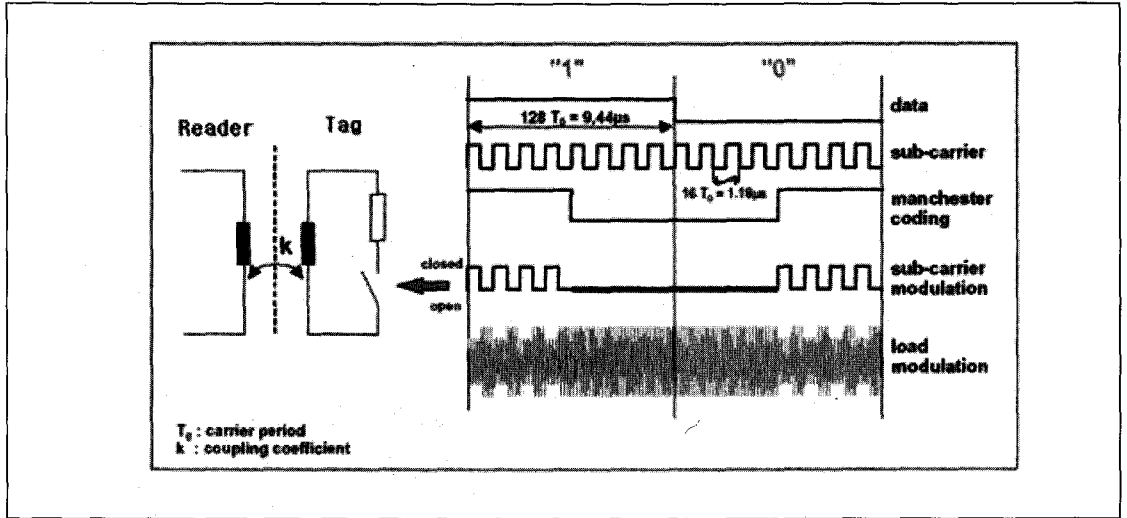 "1" "0"
data
128 T₀ = 9,44µs
Reader Tag
sub-carrier
16 T₀ = 1.18µs
manchester
coding
k
closed
sub-carrier
modulation
open
load
modulation
T₀ : carrier period
k : coupling coefficient